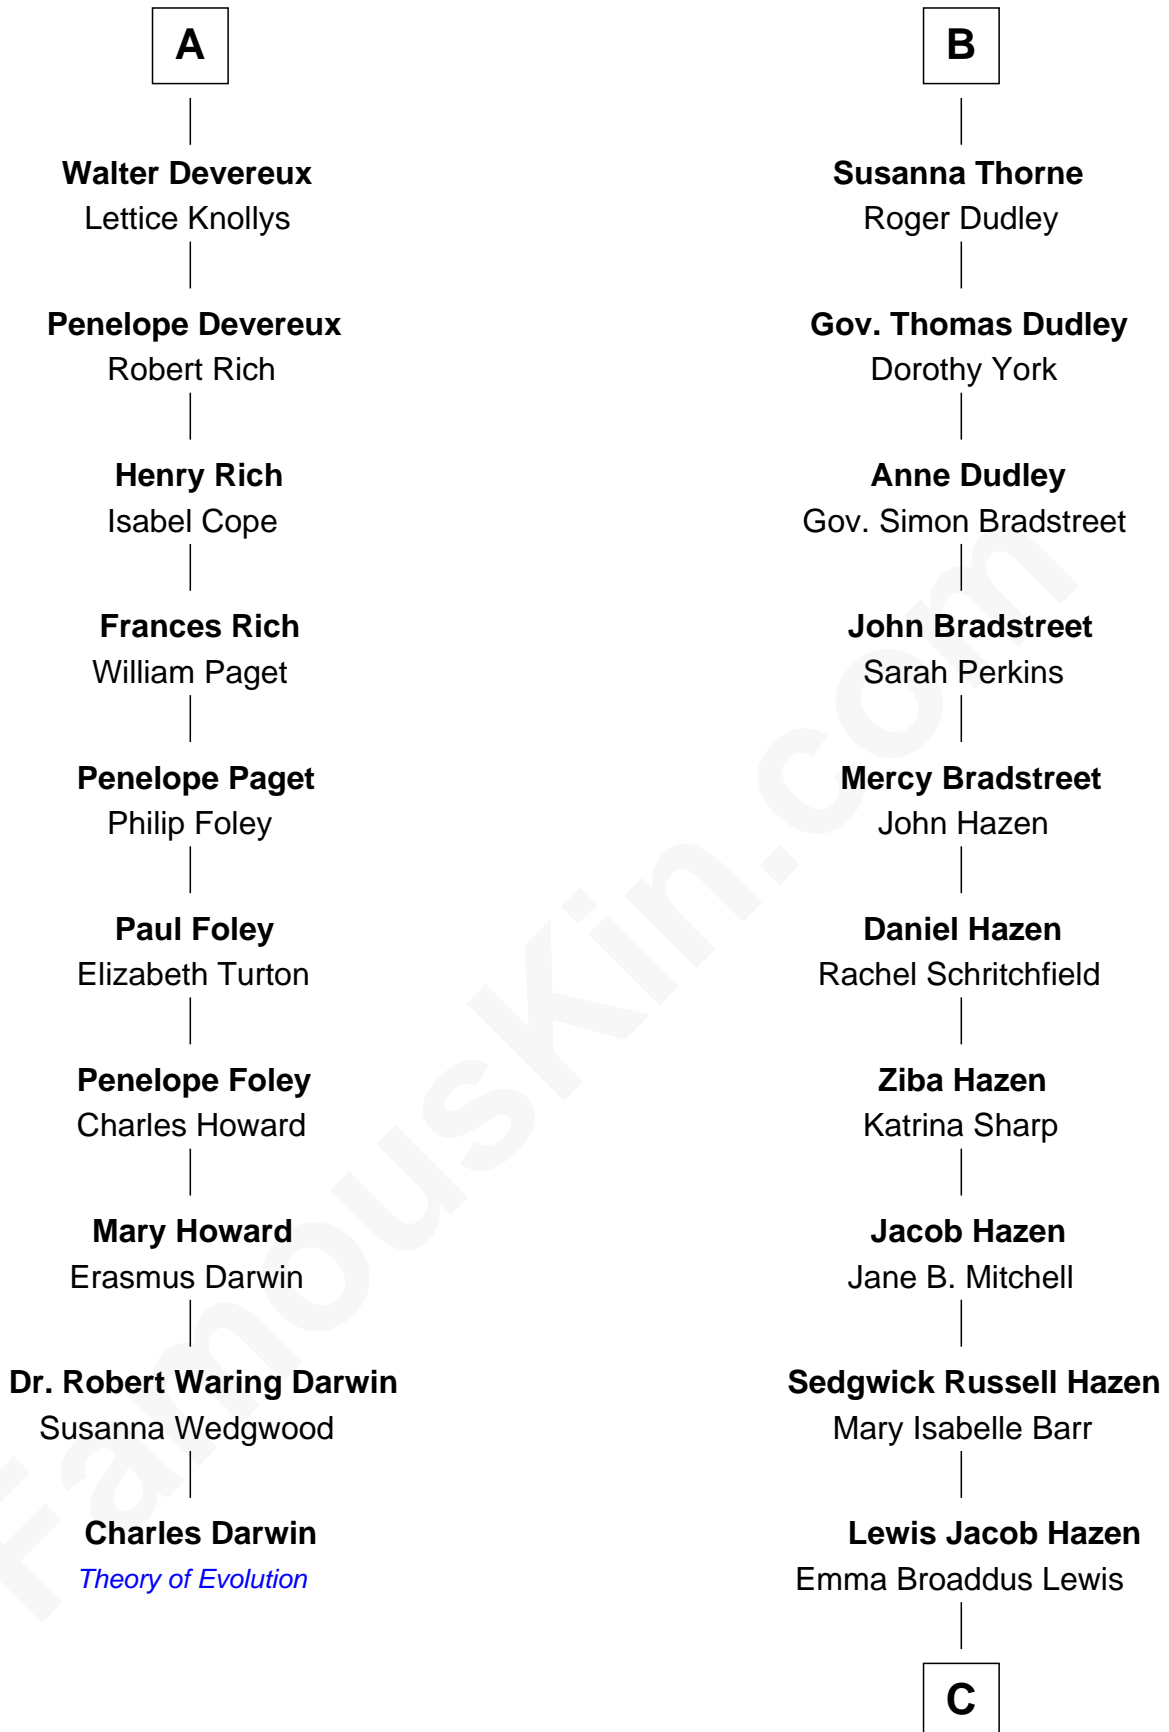 A
Walter Devereux
Lettice Knollys
Penelope Devereux
Robert Rich
Henry Rich
Isabel Cope
Frances Rich
William Paget
Penelope Paget
Philip Foley
Paul Foley
Elizabeth Turton
Penelope Foley
Charles Howard
Mary Howard
Erasmus Darwin
Dr. Robert Waring Darwin
Susanna Wedgwood
Charles Darwin
Theory of Evolution
B
Susanna Thorne
Roger Dudley
Gov. Thomas Dudley
Dorothy York
Anne Dudley
Gov. Simon Bradstreet
John Bradstreet
Sarah Perkins
Mercy Bradstreet
John Hazen
Daniel Hazen
Rachel Schritchfield
Ziba Hazen
Katrina Sharp
Jacob Hazen
Jane B. Mitchell
Sedgwick Russell Hazen
Mary Isabelle Barr
Lewis Jacob Hazen
Emma Broaddus Lewis
C
FamousKin.com